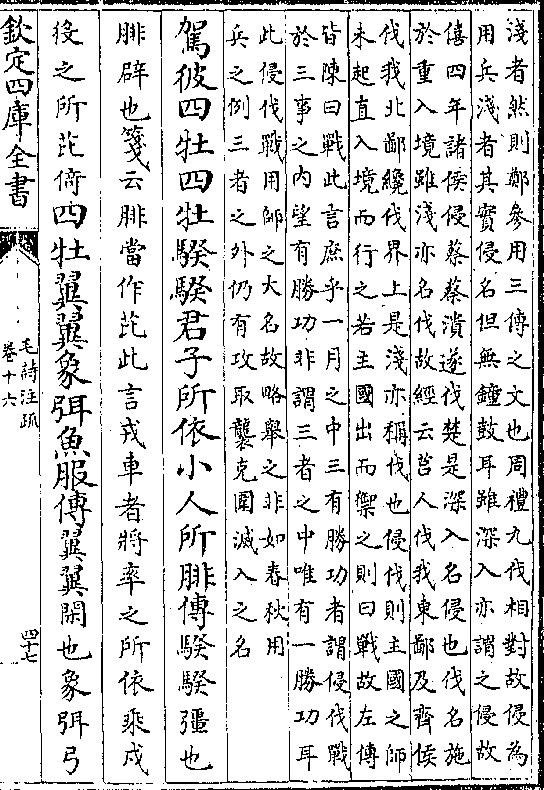 淺者然則鄭參用三傳之文也周禮九伐相對故侵為
用兵淺者其實侵名但無鐘鼓耳雖深入亦謂之侵故
僖四年諸侯侵蔡蔡潰遂伐楚是深入名侵也伐名施
於重入境雖淺亦名伐故經云莒人伐我東鄙及齊侯
伐我北鄙纔伐界上是淺亦稱伐也侵伐則主國之師
未起直入境而行之若主國出而禦之則曰戰故左傳
皆陳曰戰此言庶乎一月之中三有勝功者謂侵伐戰
於三事之內望有勝功非謂三者之中唯有一勝功耳
此侵伐戰用師之大名故略舉之非如春秋用
兵之例三者之外仍有攻取襲克圍滅入之名
駕彼四牡四牡騤騤君子所依小人所腓傳騤騤彊也
腓辟也箋云腓當作芘此言戎車者將率之所依乘戍
役之所芘倚四牡翼翼象弭魚服傳翼翼閑也象弭弓
欽定四庫全書
毛詩注疏
卷十六
四十七